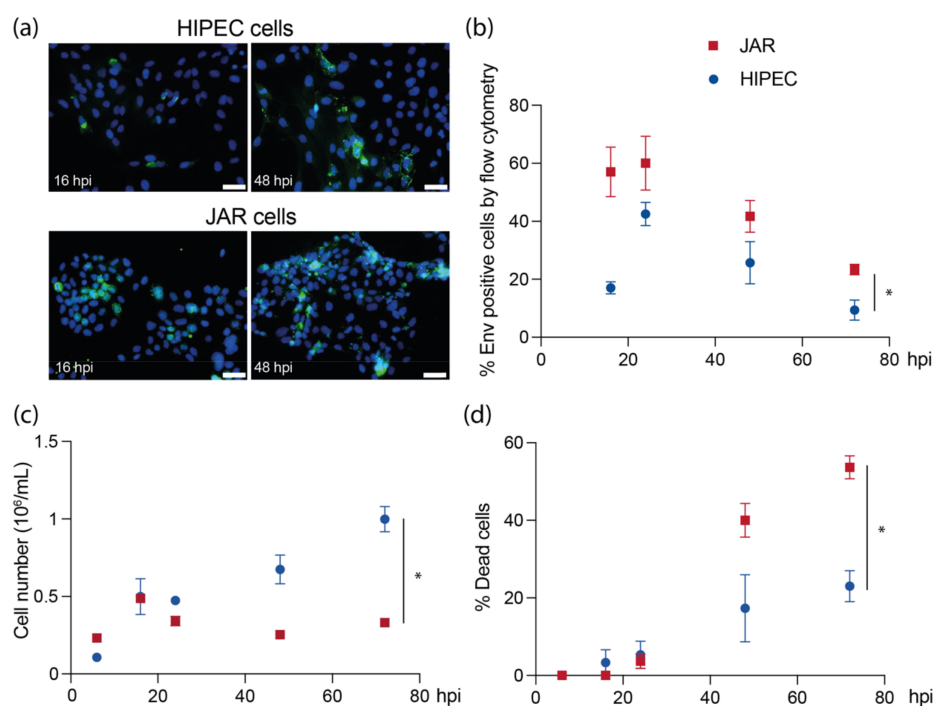 (a)
HIPEC cells
16 hpi
48 hpi
JAR cells
16 hpi
48 hpi
(b)
JAR
HIPEC
% Env positive cells by flow cytometry
80
60
40
20
0
0 20 40 60 80 hpi
*
(c)
Cell number (10⁶/mL)
1.5
1
0.5
0
0 20 40 60 80 hpi
*
(d)
% Dead cells
60
40
20
0
0 20 40 60 80 hpi
*